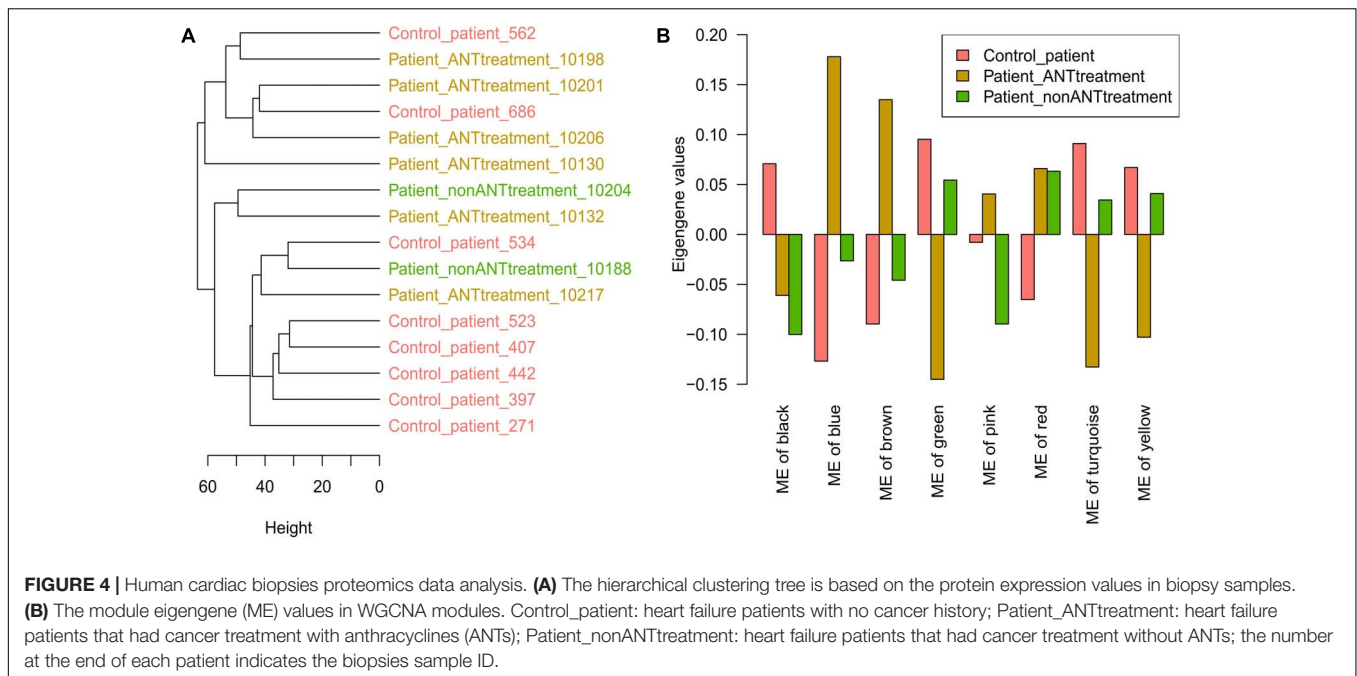 A
Control_patient_562
Patient_ANTtreatment_10198
Patient_ANTtreatment_10201
Control_patient_686
Patient_ANTtreatment_10206
Patient_ANTtreatment_10130
Patient_nonANTtreatment_10204
Patient_ANTtreatment_10132
Control_patient_534
Patient_nonANTtreatment_10188
Patient_ANTtreatment_10217
Control_patient_523
Control_patient_407
Control_patient_442
Control_patient_397
Control_patient_271
60 40 20 0
Height
B
Control_patient
Patient_ANTtreatment
Patient_nonANTtreatment
Eigengene values
0.20
0.15
0.10
0.05
0.00
−0.05
−0.10
−0.15
ME of black
ME of blue
ME of brown
ME of green
ME of pink
ME of red
ME of turquoise
ME of yellow
FIGURE 4 | Human cardiac biopsies proteomics data analysis. (A) The hierarchical clustering tree is based on the protein expression values in biopsy samples.
(B) The module eigengene (ME) values in WGCNA modules. Control_patient: heart failure patients with no cancer history; Patient_ANTtreatment: heart failure
patients that had cancer treatment with anthracyclines (ANTs); Patient_nonANTtreatment: heart failure patients that had cancer treatment without ANTs; the number
at the end of each patient indicates the biopsies sample ID.